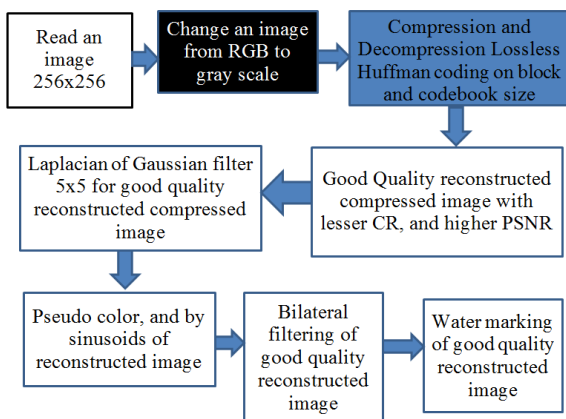 Read an
image
256x256
Change an image
from RGB to
gray scale
Compression and
Decompression Lossless
Huffman coding on block
and codebook size
Laplacian of Gaussian filter
5x5 for good quality
reconstructed compressed
image
Good Quality reconstructed
compressed image with
lesser CR, and higher PSNR
Pseudo color, and by
sinusoids of
reconstructed image
Bilateral
filtering of
good quality
reconstructed
image
Water marking
of good quality
reconstructed
image